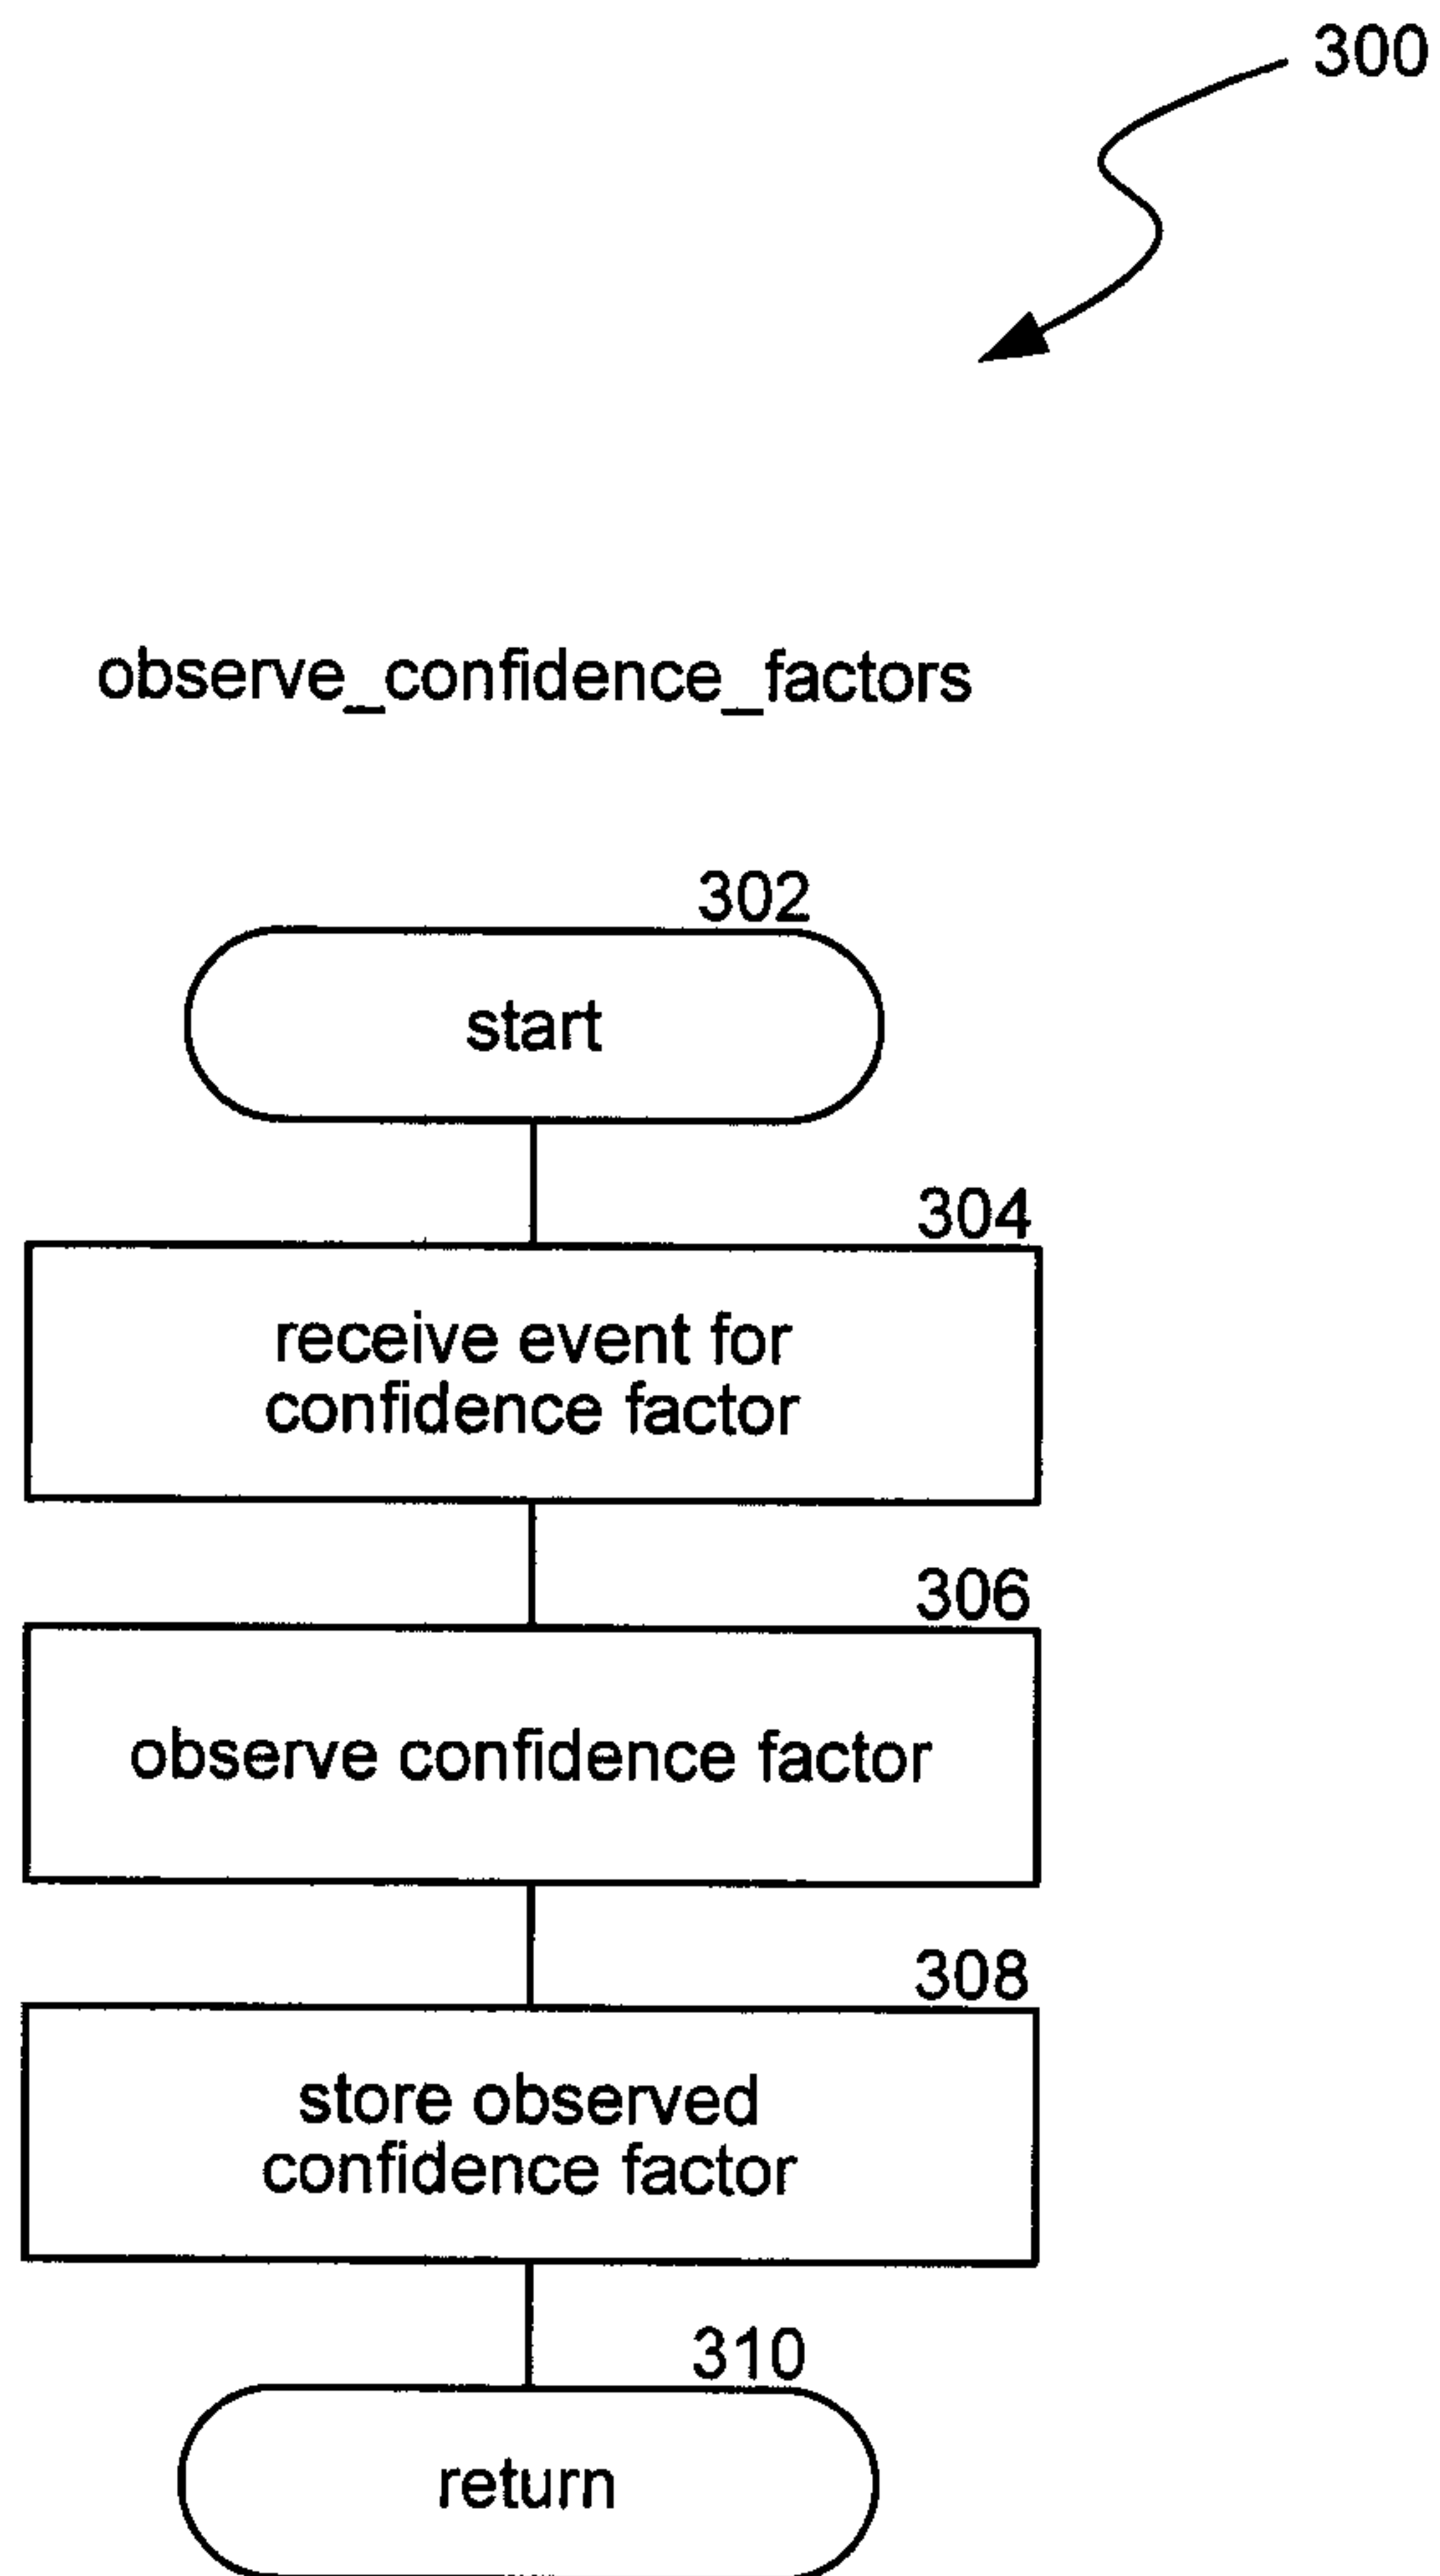 300
observe_confidence_factors
302
start
304
receive event for
confidence factor
306
observe confidence factor
308
store observed
confidence factor
310
return